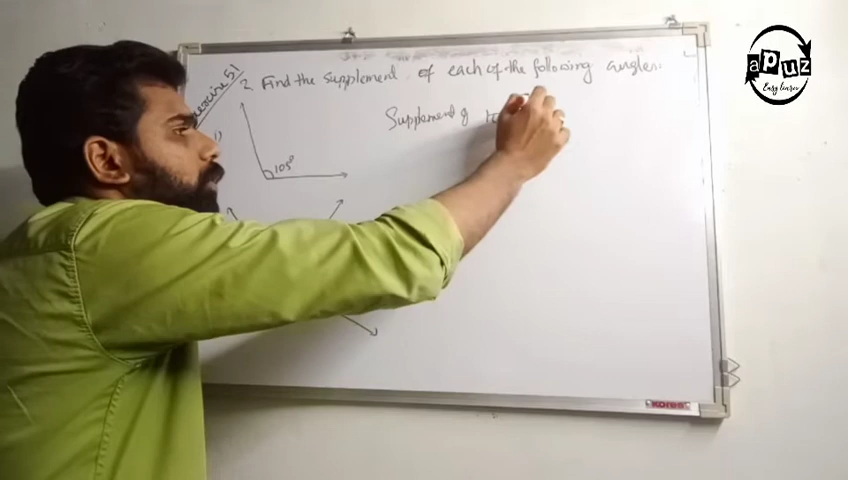 Exercise 5.1
2. Find the supplement of each of the following angles:
i)
Supplement of
105°
apuz
Easy learn
KORES